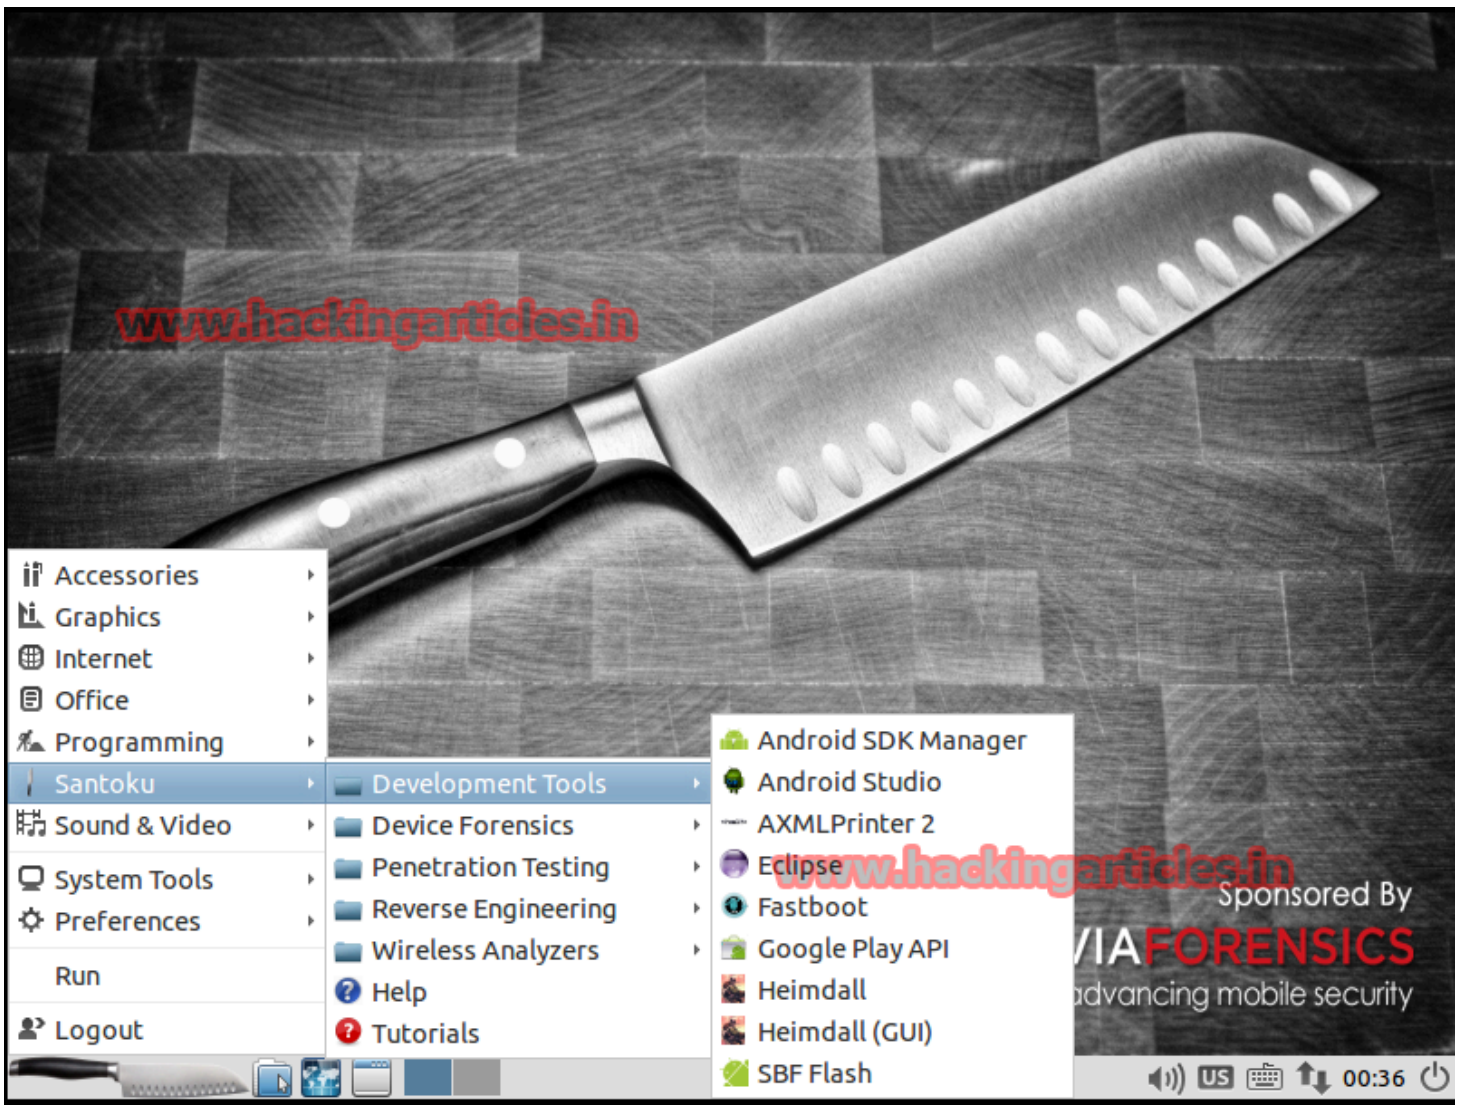 www.hackingarticles.in
Accessories
Graphics
Internet
Office
Programming
Santoku
Sound & Video
System Tools
Preferences
Run
Logout
Development Tools
Device Forensics
Penetration Testing
Reverse Engineering
Wireless Analyzers
Help
Tutorials
Android SDK Manager
Android Studio
AXMLPrinter 2
Eclipse
Fastboot
Google Play API
Heimdall
Heimdall (GUI)
SBF Flash
www.hackingarticles.in
Sponsored By
VIAFORENSICS
advancing mobile security
US
00:36